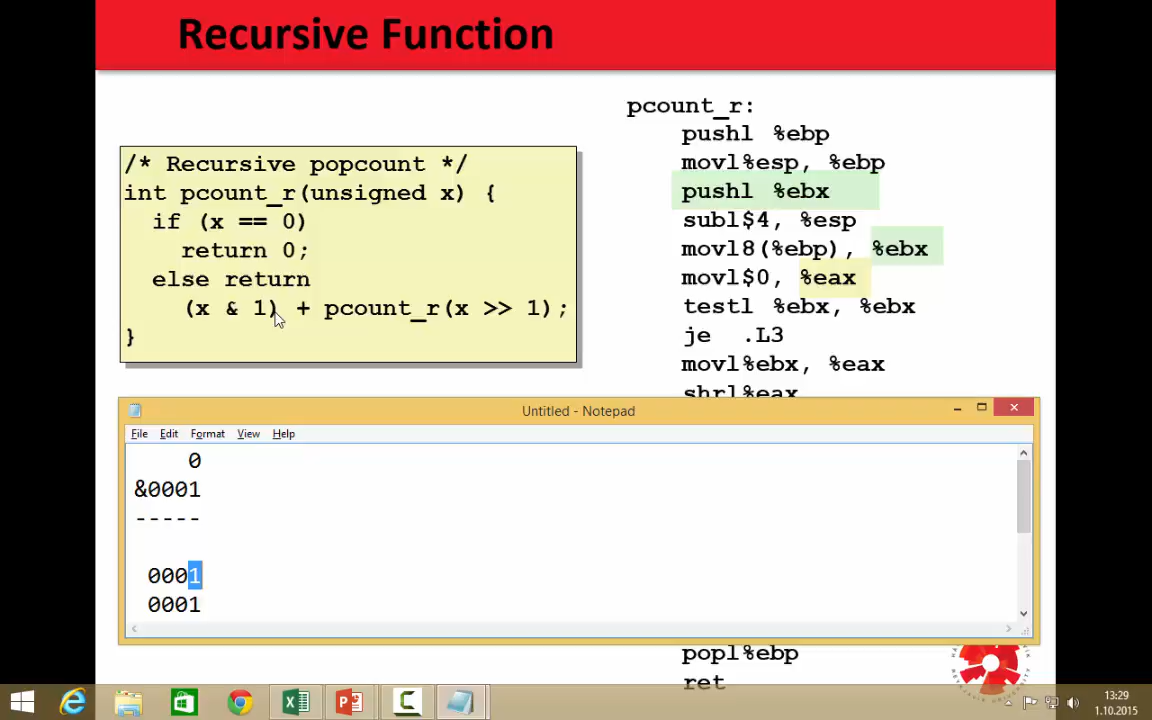 Recursive Function
/* Recursive popcount */
int pcount_r(unsigned x) {
if (x == 0)
return 0;
else return
(x & 1) + pcount_r(x >> 1);
}
pcount_r:
pushl %ebp
movl%esp, %ebp
pushl %ebx
subl$4, %esp
movl8(%ebp), %ebx
movl$0, %eax
testl %ebx, %ebx
je .L3
movl%ebx, %eax
shrl%eax
Untitled - Notepad
File Edit Format View Help
0
&0001
-----
0001
0001
popl%ebp
ret
13:29
1.10.2015